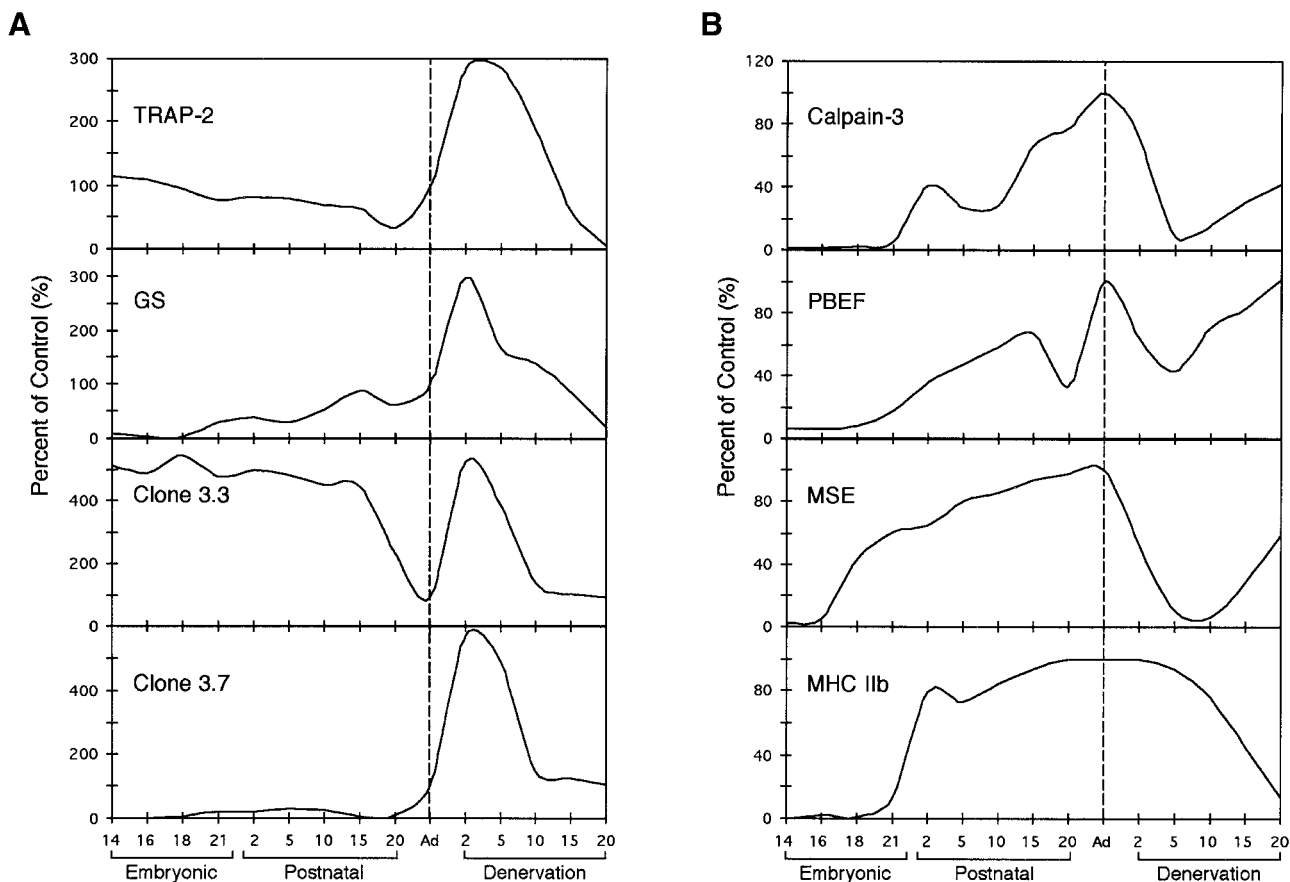 A
Percent of Control (%)
300
200
100
0
TRAP-2
300
200
100
0
GS
400
200
0
Clone 3.3
400
200
0
Clone 3.7
14 16 18 21 2 5 10 15 20 Ad 2 5 10 15 20
Embryonic Postnatal Denervation
B
Percent of Control (%)
120
80
40
0
Calpain-3
80
40
0
PBEF
80
40
0
MSE
80
40
0
MHC IIb
14 16 18 21 2 5 10 15 20 Ad 2 5 10 15 20
Embryonic Postnatal Denervation